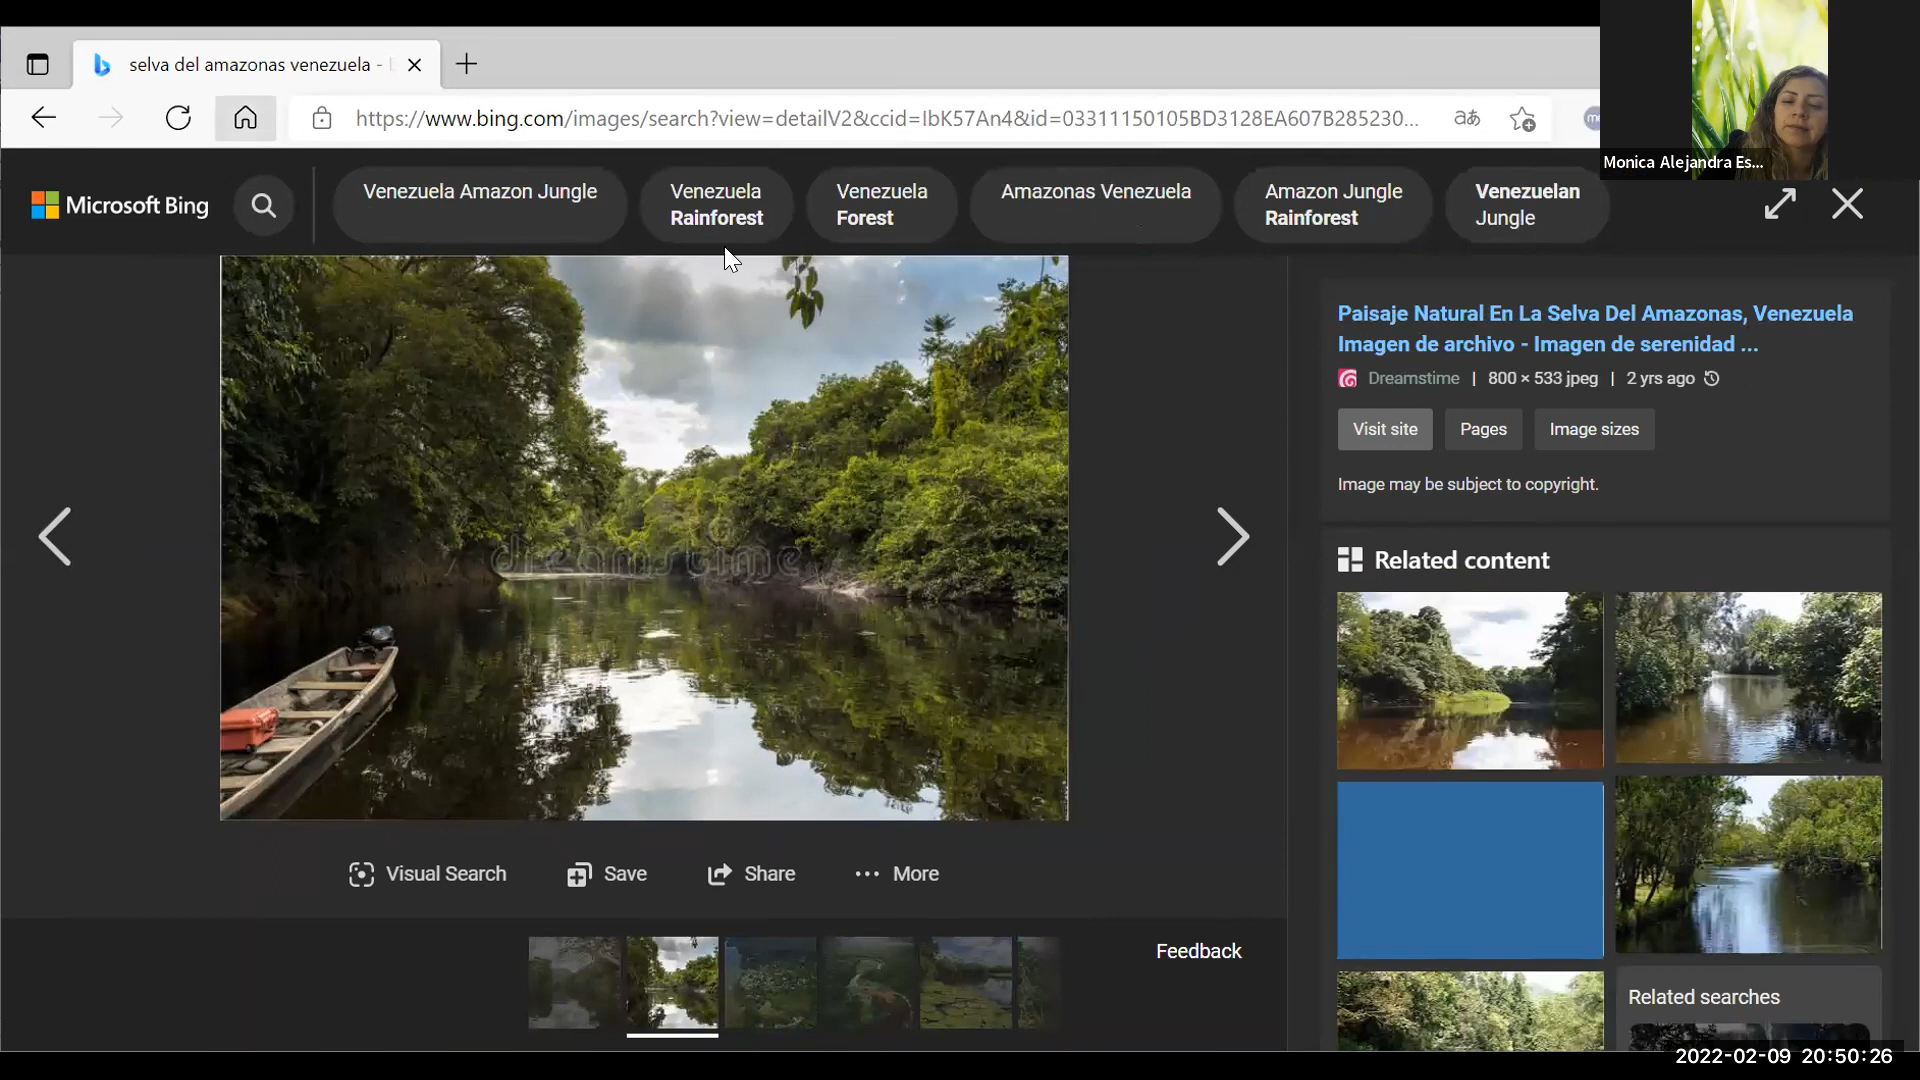 selva del amazonas venezuela -
https://www.bing.com/images/search?view=detailV2&ccid=IbK57An4&id=03311150105BD3128EA607B285230...
Monica Alejandra Es...
Microsoft Bing
Venezuela Amazon Jungle
Venezuela
Rainforest
Venezuela
Forest
Amazonas Venezuela
Amazon Jungle
Rainforest
Venezuelan
Jungle
Paisaje Natural En La Selva Del Amazonas, Venezuela
Imagen de archivo - Imagen de serenidad ...
Dreamstime | 800 × 533 jpeg | 2 yrs ago
Visit site
Pages
Image sizes
Image may be subject to copyright.
dreamstime
Related content
Visual Search
Save
Share
More
Feedback
Related searches
2022-02-09 20:50:26